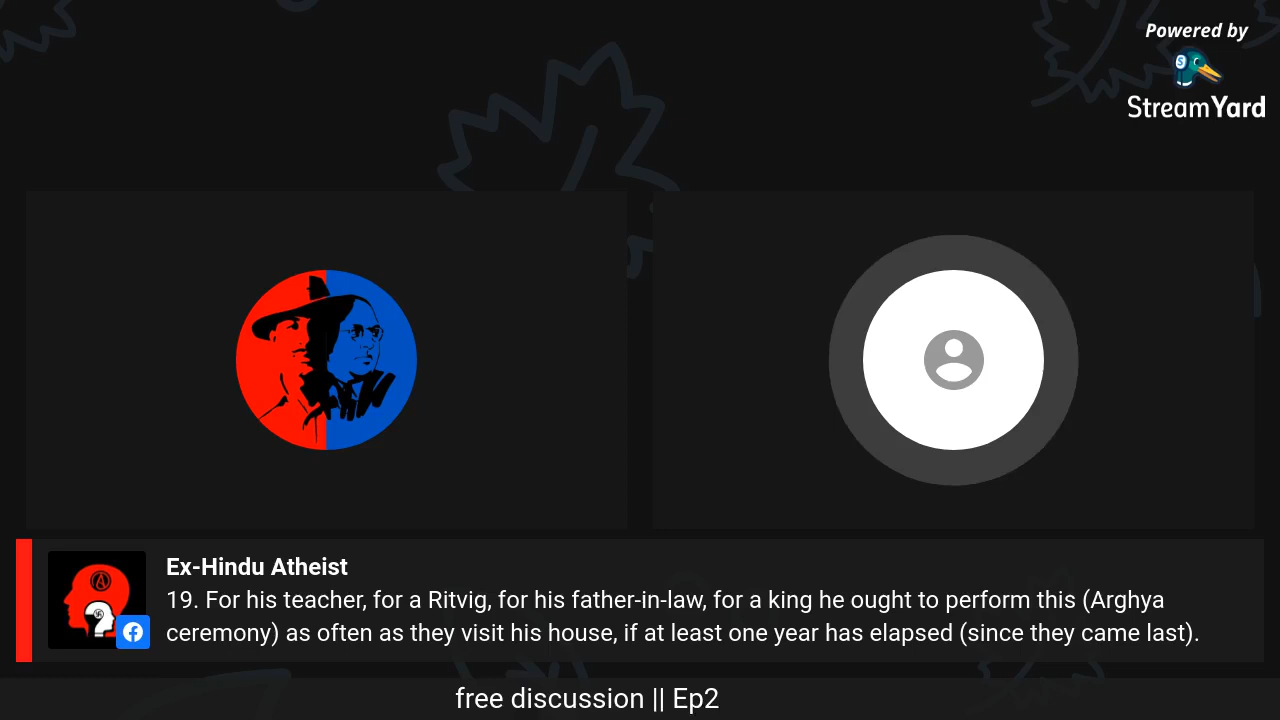 Powered by
StreamYard
Ex-Hindu Atheist
19. For his teacher, for a Ritvig, for his father-in-law, for a king he ought to perform this (Arghya
ceremony) as often as they visit his house, if at least one year has elapsed (since they came last).
free discussion || Ep2